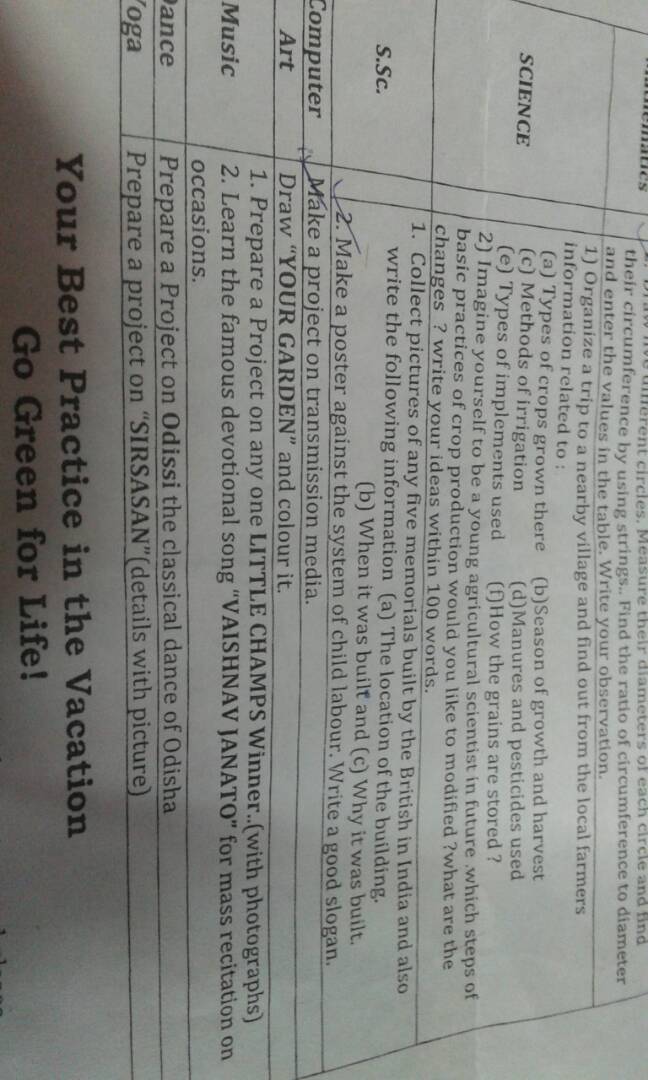 different circles. Measure their diameters of each circle and find
their circumference by using strings.. Find the ratio of circumference to diameter
and enter the values in the table. Write your observation.
SCIENCE
1) Organize a trip to a nearby village and find out from the local farmers
information related to :
(a) Types of crops grown there (b)Season of growth and harvest
(c) Methods of irrigation (d)Manures and pesticides used
(e) Types of implements used (f)How the grains are stored ?
2) Imagine yourself to be a young agricultural scientist in future .which steps of
basic practices of crop production would you like to modified ?what are the
changes ? write your ideas within 100 words.
S.Sc.
1. Collect pictures of any five memorials built by the British in India and also
write the following information (a) The location of the building.
(b) When it was built and (c) Why it was built.
2. Make a poster against the system of child labour. Write a good slogan.
Computer Make a project on transmission media.
Art Draw "YOUR GARDEN" and colour it.
Music 1. Prepare a Project on any one LITTLE CHAMPS Winner..(with photographs)
2. Learn the famous devotional song "VAISHNAV JANATO" for mass recitation on
occasions.
Dance Prepare a Project on Odissi the classical dance of Odisha
Yoga Prepare a project on "SIRSASAN"(details with picture)
Your Best Practice in the Vacation
Go Green for Life!